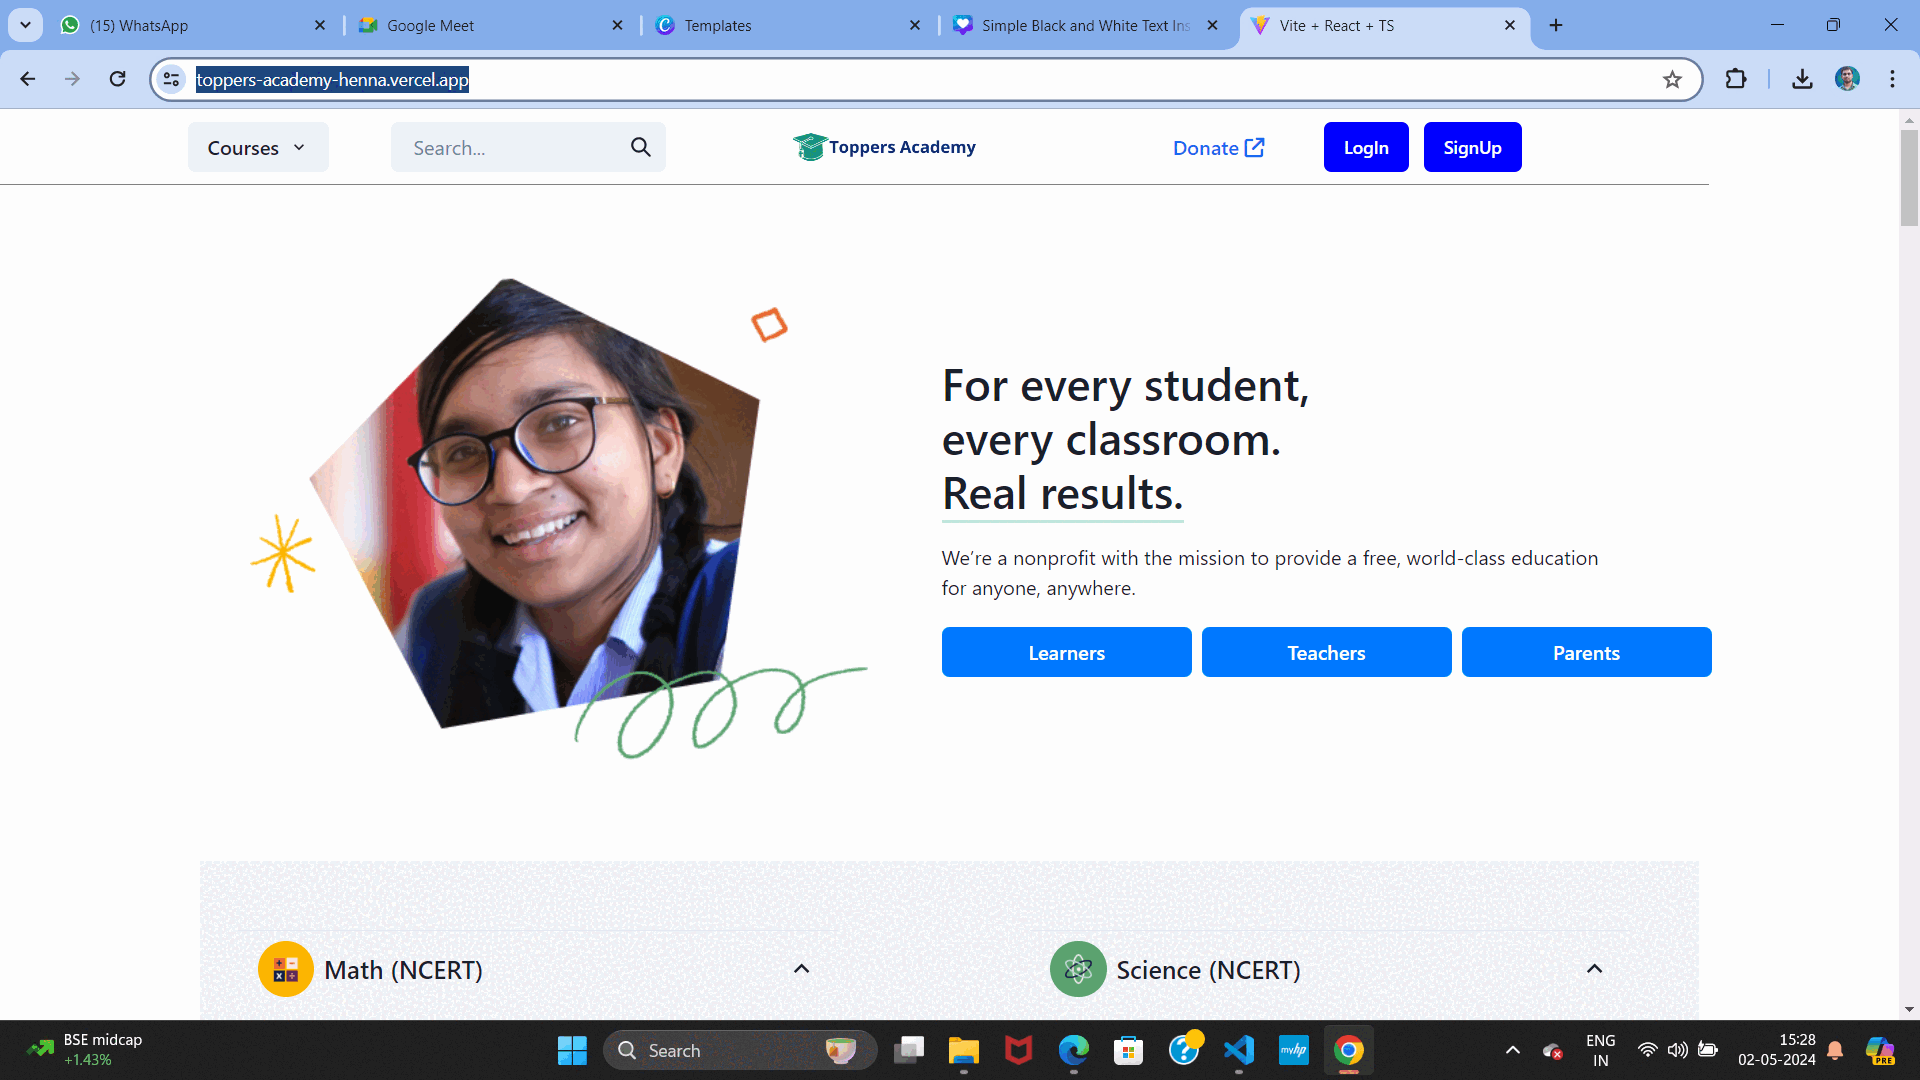 (15) WhatsApp
Google Meet
Templates
Simple Black and White Text Ins
Vite + React + TS
toppers-academy-henna.vercel.app
Courses
Search...
Toppers Academy
Donate
LogIn
SignUp
For every student,
every classroom.
Real results.
We’re a nonprofit with the mission to provide a free, world-class education
for anyone, anywhere.
Learners
Teachers
Parents
Math (NCERT)
Science (NCERT)
BSE midcap
+1.43%
Search
myhp
ENG
IN
15:28
02-05-2024
PRE